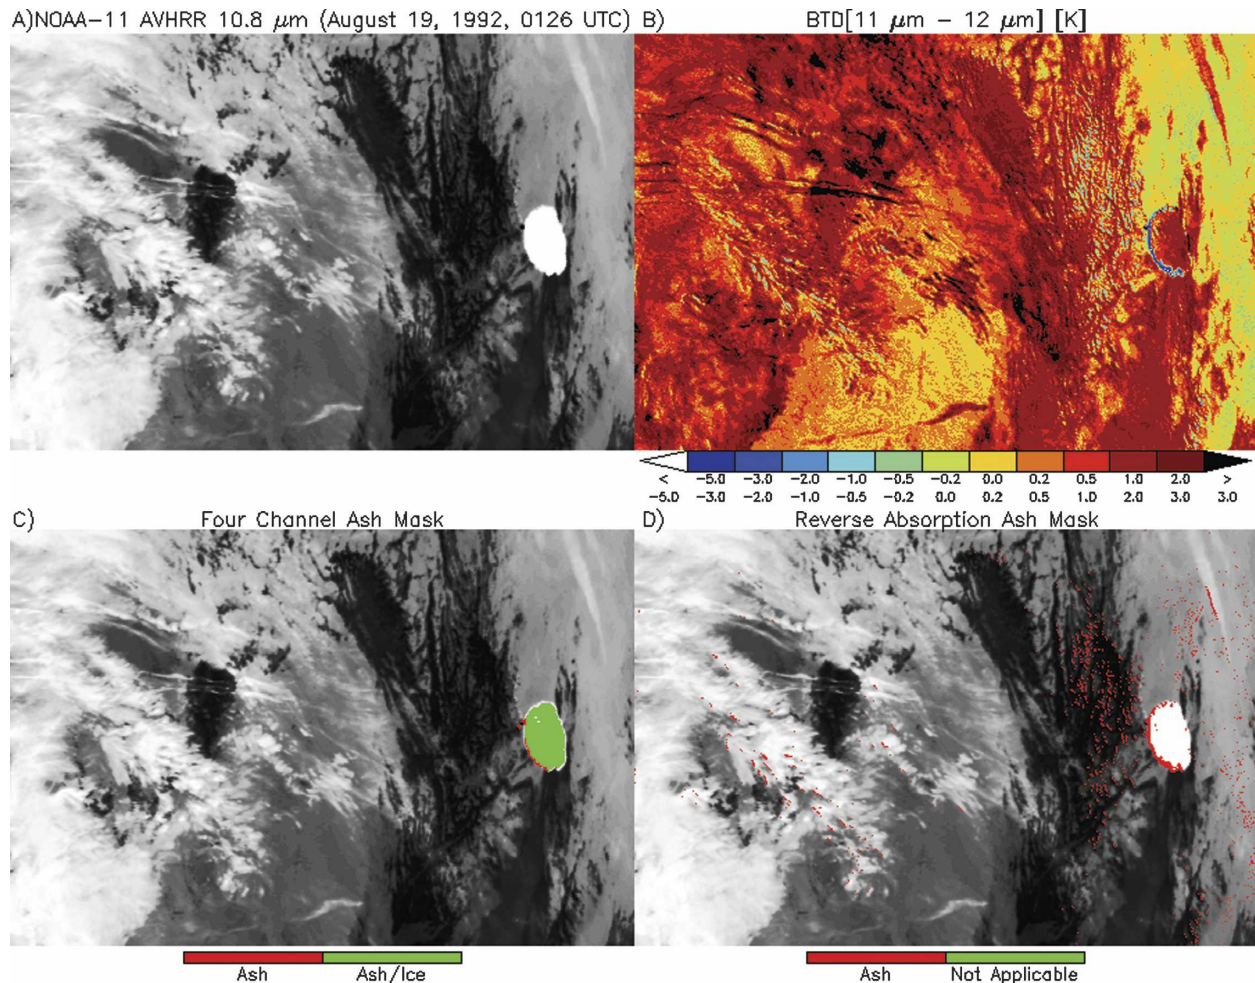 A)NOAA-11 AVHRR 10.8 μm (August 19, 1992, 0126 UTC)
B) BTD[11 μm - 12 μm] [K]
< -5.0 -3.0 -2.0 -1.0 -0.5 -0.2 0.0 0.2 0.5 1.0 2.0 >
-5.0 -3.0 -2.0 -1.0 -0.5 -0.2 0.0 0.2 0.5 1.0 2.0 3.0 3.0
C) Four Channel Ash Mask
D) Reverse Absorption Ash Mask
Ash Ash/Ice
Ash Not Applicable